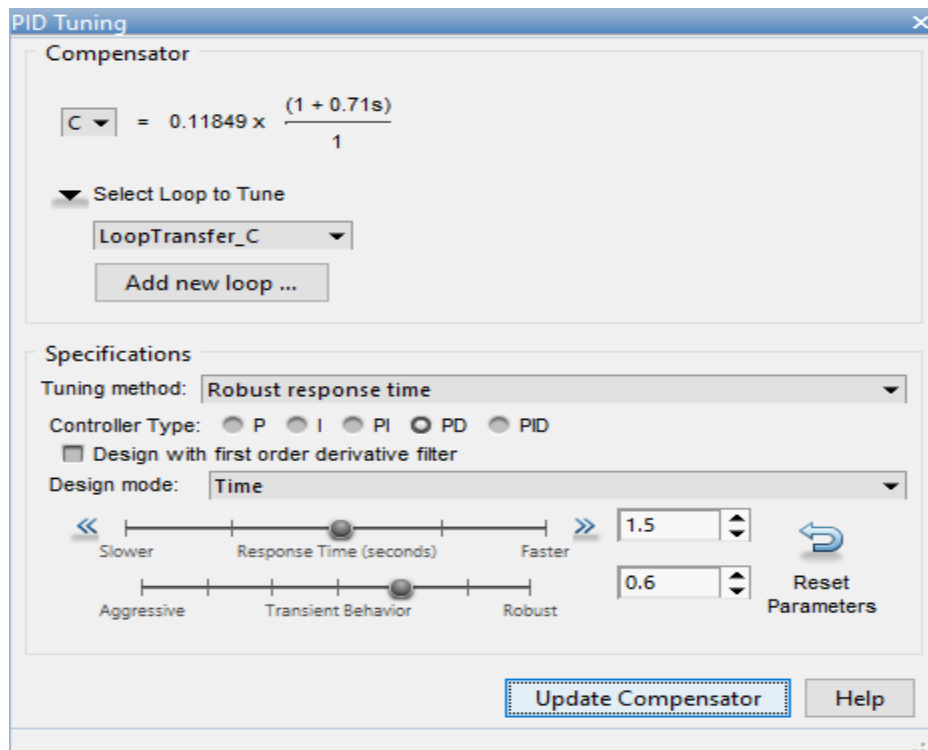 PID Tuning
Compensator
C = 0.11849 x (1 + 0.71s)
1
Select Loop to Tune
LoopTransfer_C
Add new loop ...
Specifications
Tuning method: Robust response time
Controller Type: P I PI PD PID
Design with first order derivative filter
Design mode: Time
1.5
Slower Response Time (seconds) Faster
0.6
Aggressive Transient Behavior Robust
Reset
Parameters
Update Compensator Help